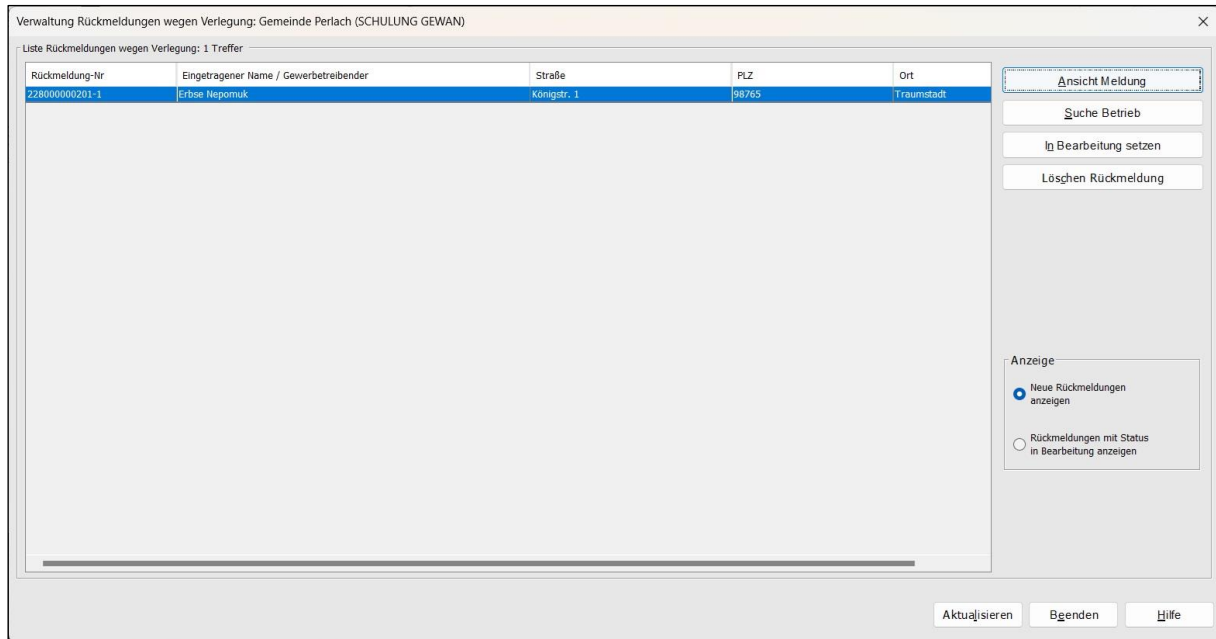 Verwaltung Rückmeldungen wegen Verlegung: Gemeinde Perlach (SCHULUNG GEWAN)
Liste Rückmeldungen wegen Verlegung: 1 Treffer
Rückmeldung-Nr Eingetragener Name / Gewerbetreibender Straße PLZ Ort
228000000201-1 Erbse Nepomuk Königstr. 1 98765 Traumstadt
Ansicht Meldung
Suche Betrieb
In Bearbeitung setzen
Löschen Rückmeldung
Anzeige
Neue Rückmeldungen
anzeigen
Rückmeldungen mit Status
in Bearbeitung anzeigen
Aktualisieren Beenden Hilfe